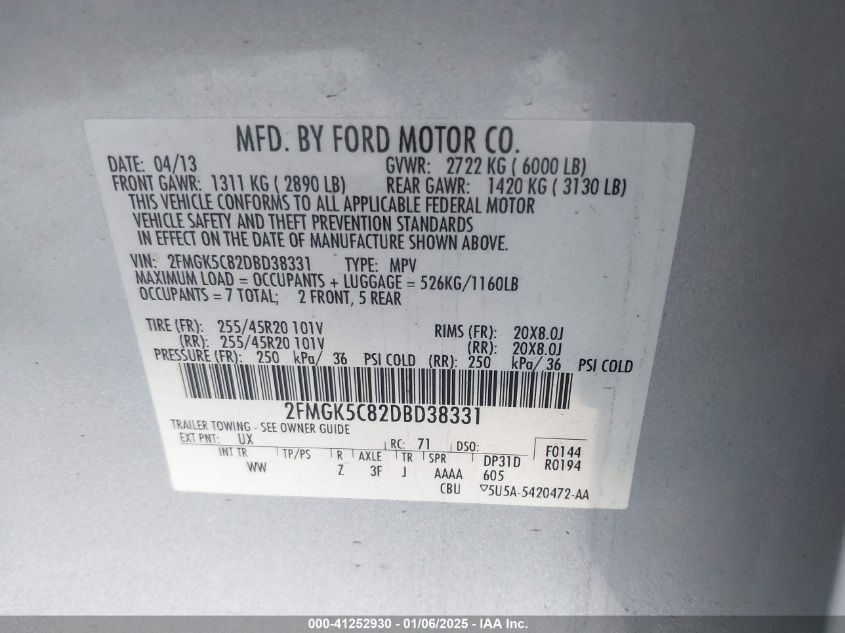 MFD. BY FORD MOTOR CO.
DATE: 04/13 GVWR: 2722 KG ( 6000 LB)
FRONT GAWR: 1311 KG ( 2890 LB) REAR GAWR: 1420 KG ( 3130 LB)
THIS VEHICLE CONFORMS TO ALL APPLICABLE FEDERAL MOTOR
VEHICLE SAFETY AND THEFT PREVENTION STANDARDS
IN EFFECT ON THE DATE OF MANUFACTURE SHOWN ABOVE.
VIN: 2FMGK5C82DBD38331 TYPE: MPV
MAXIMUM LOAD = OCCUPANTS + LUGGAGE = 526KG/1160LB
OCCUPANTS = 7 TOTAL; 2 FRONT, 5 REAR
TIRE (FR): 255/45R20 101V RIMS (FR): 20X8.0J
(RR): 255/45R20 101V (RR): 20X8.0J
PRESSURE (FR): 250 kPa/ 36 PSI COLD (RR): 250 kPa/ 36 PSI COLD
2FMGK5C82DBD38331
TRAILER TOWING - SEE OWNER GUIDE
EXT PNT: UX RC: 71 DSO: F0144
INT TR TP/PS R AXLE TR SPR DP31D R0194
WW Z 3F J AAAA 605
CBU ▽5U5A-5420472-AA
000-41252930 - 01/06/2025 - IAA Inc.